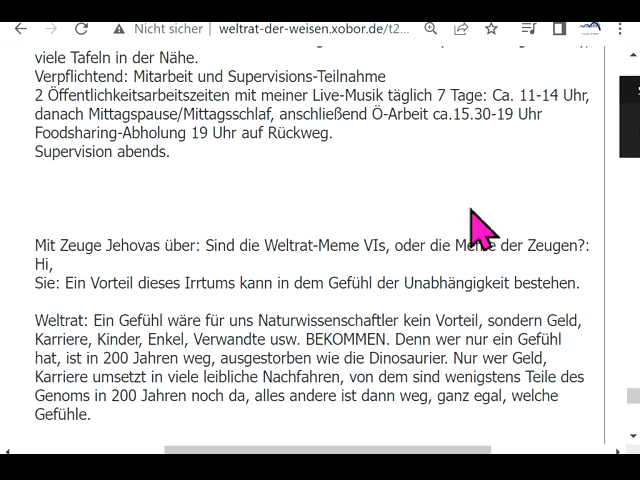 Nicht sicher | weltrat-der-weisen.xobor.de/t2...
viele Tafeln in der Nähe.
Verpflichtend: Mitarbeit und Supervisions-Teilnahme
2 Öffentlichkeitsarbeitszeiten mit meiner Live-Musik täglich 7 Tage: Ca. 11-14 Uhr,
danach Mittagspause/Mittagsschlaf, anschließend Ö-Arbeit ca.15.30-19 Uhr
Foodsharing-Abholung 19 Uhr auf Rückweg.
Supervision abends.
Mit Zeuge Jehovas über: Sind die Weltrat-Meme VIs, oder die Meme der Zeugen?:
Hi,
Sie: Ein Vorteil dieses Irrtums kann in dem Gefühl der Unabhängigkeit bestehen.
Weltrat: Ein Gefühl wäre für uns Naturwissenschaftler kein Vorteil, sondern Geld,
Karriere, Kinder, Enkel, Verwandte usw. BEKOMMEN. Denn wer nur ein Gefühl
hat, ist in 200 Jahren weg, ausgestorben wie die Dinosaurier. Nur wer Geld,
Karriere umsetzt in viele leibliche Nachfahren, von dem sind wenigstens Teile des
Genoms in 200 Jahren noch da, alles andere ist dann weg, ganz egal, welche
Gefühle.